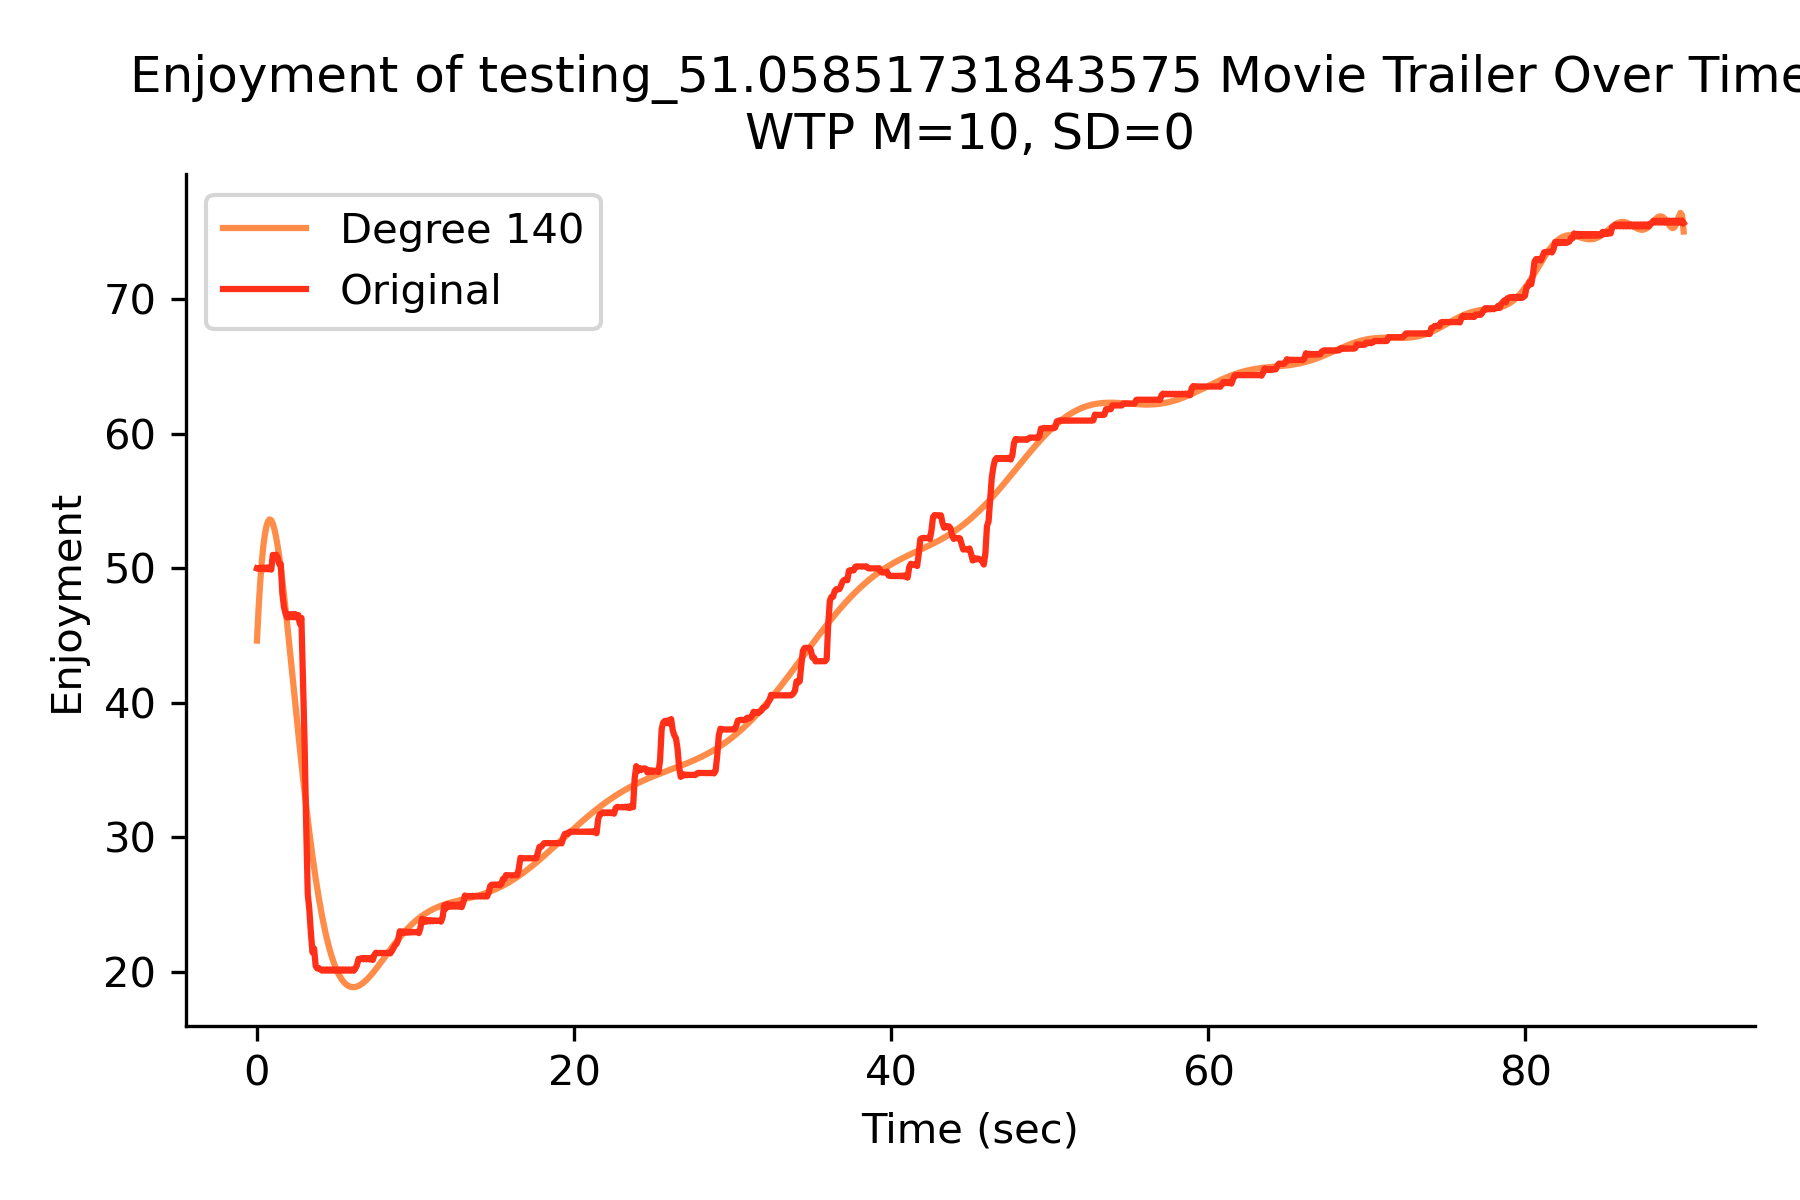 Enjoyment of testing_51.05851731843575 Movie Trailer Over Time
WTP M=10, SD=0
Degree 140
Original
70
60
50
40
30
20
Enjoyment
0 20 40 60 80
Time (sec)